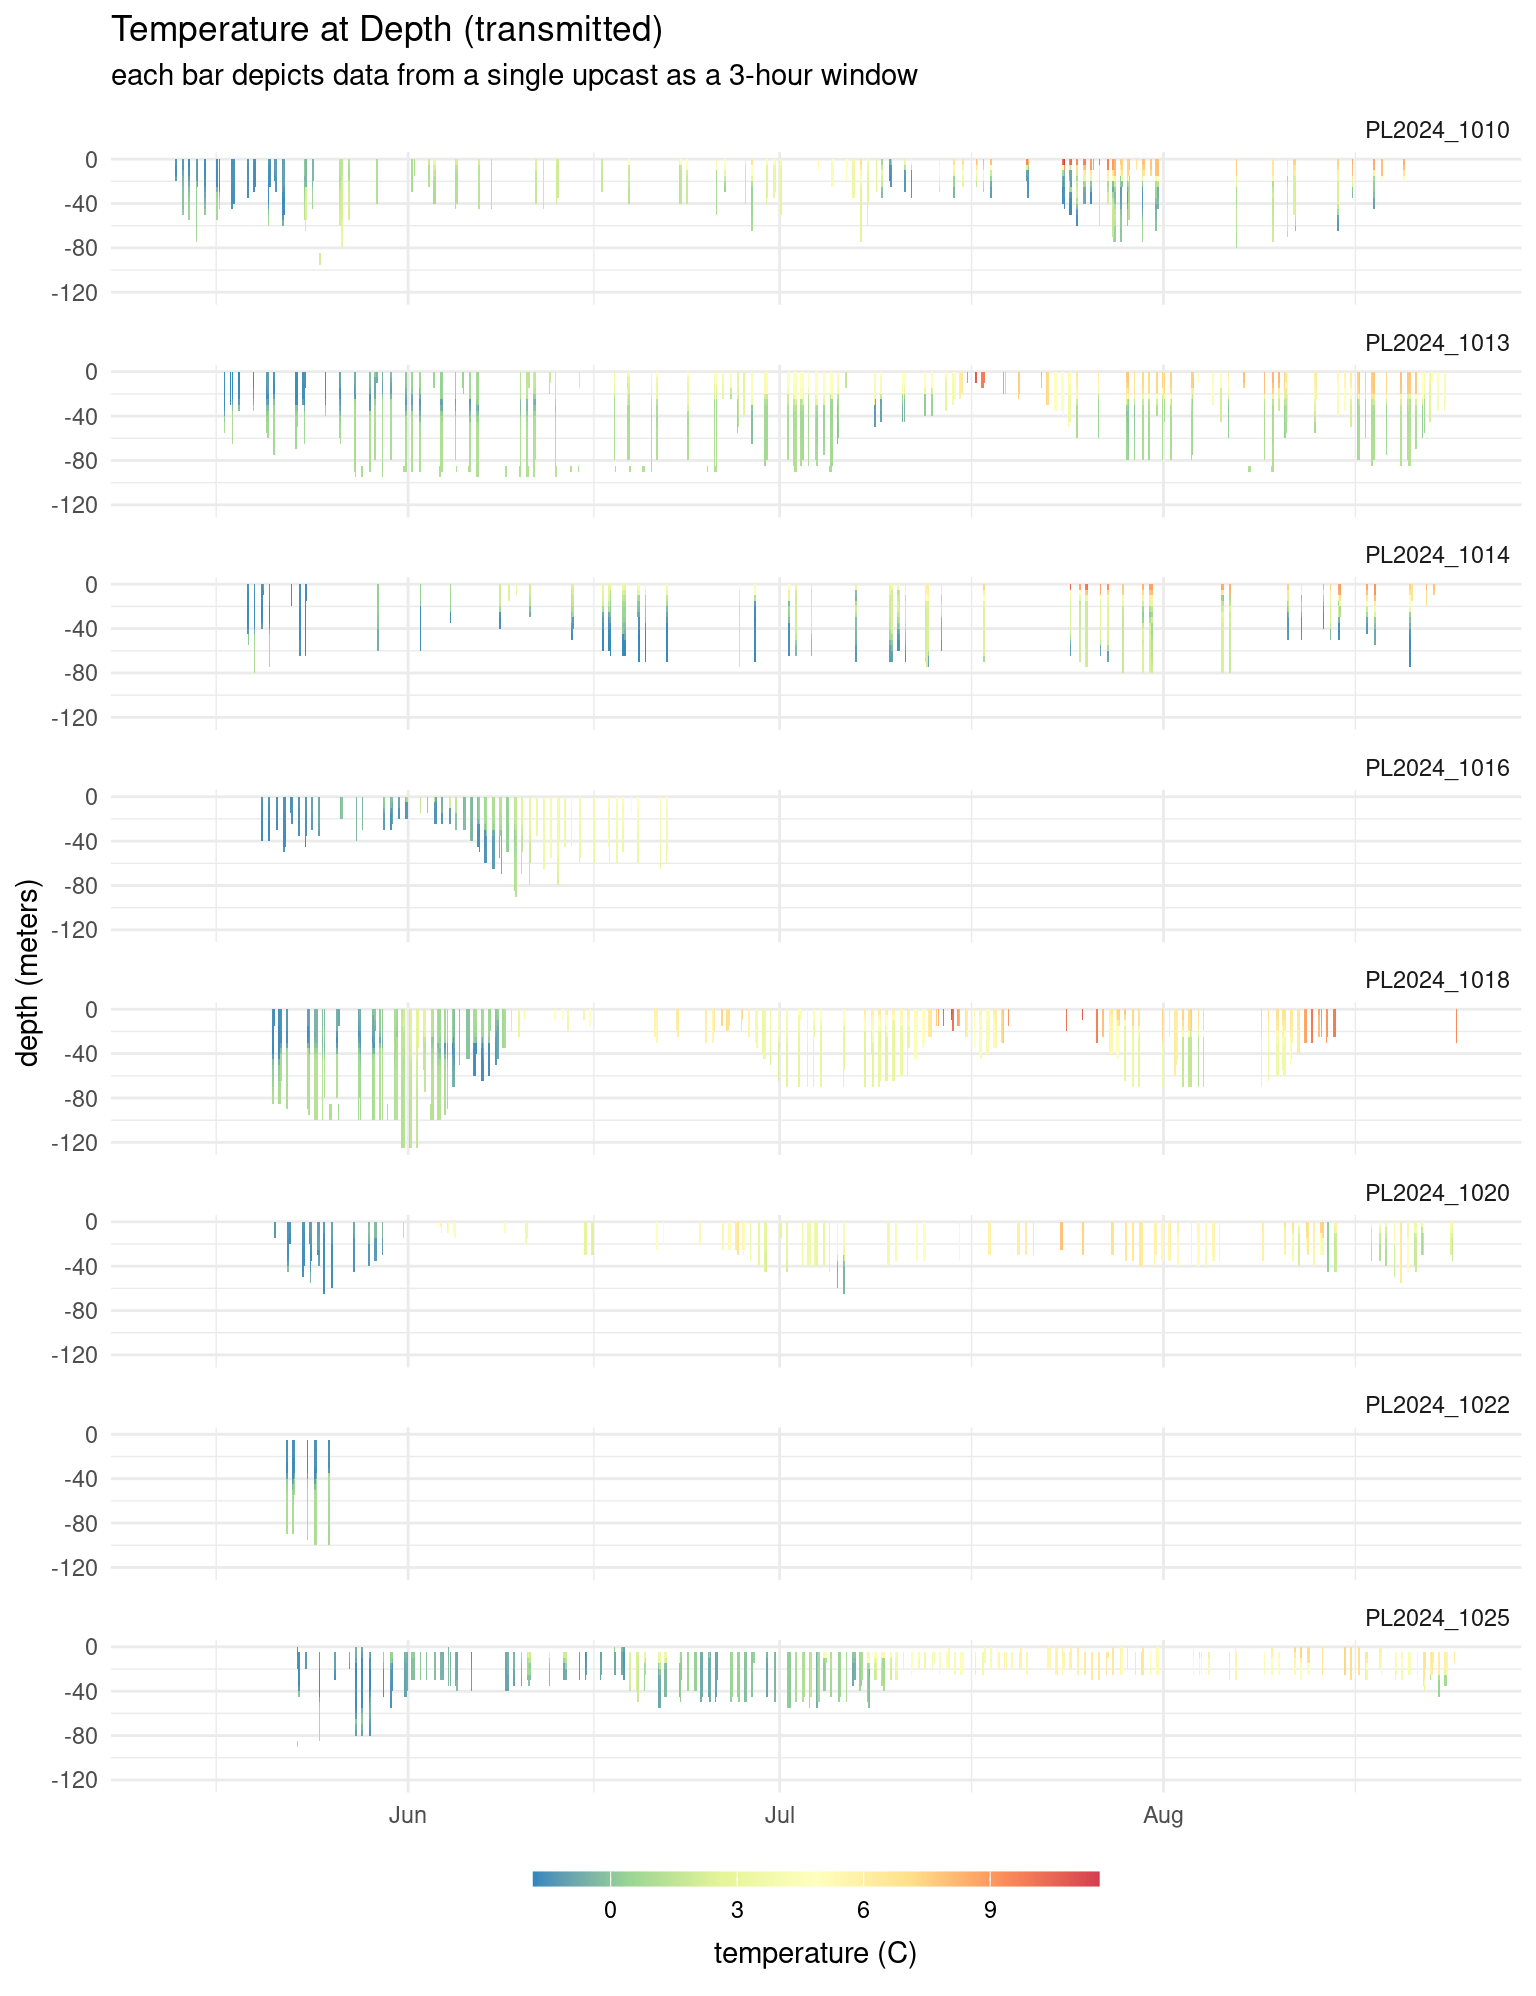 Temperature at Depth (transmitted)
each bar depicts data from a single upcast as a 3-hour window
PL2024_1010
0
-40
-80
-120
PL2024_1013
0
-40
-80
-120
PL2024_1014
0
-40
-80
-120
PL2024_1016
0
-40
-80
-120
depth (meters)
PL2024_1018
0
-40
-80
-120
PL2024_1020
0
-40
-80
-120
PL2024_1022
0
-40
-80
-120
PL2024_1025
0
-40
-80
-120
Jun Jul Aug
0 3 6 9
temperature (C)